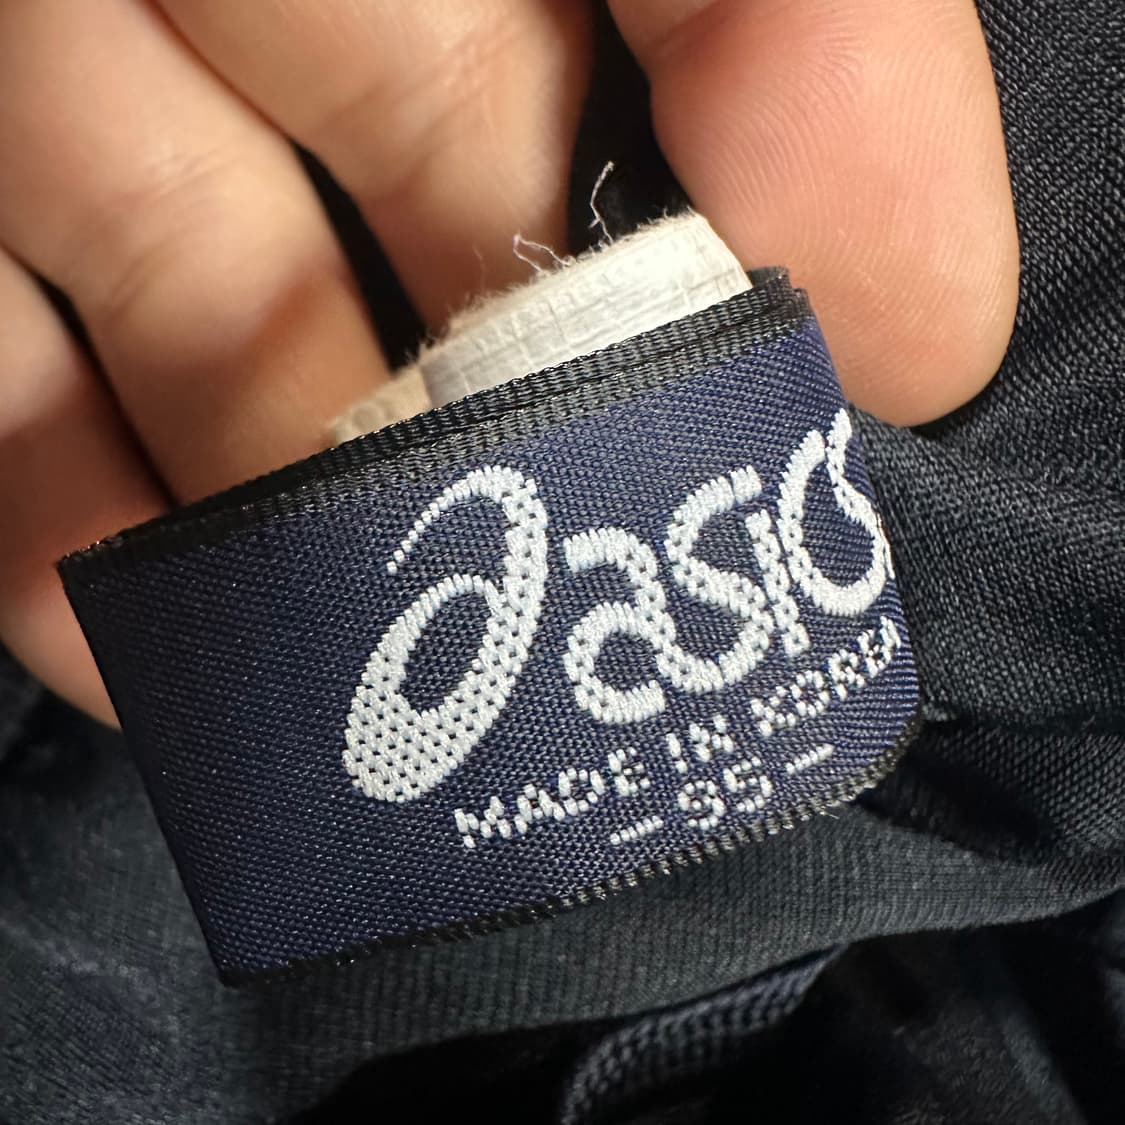 asics
MADE IN KOREA
— 95 —